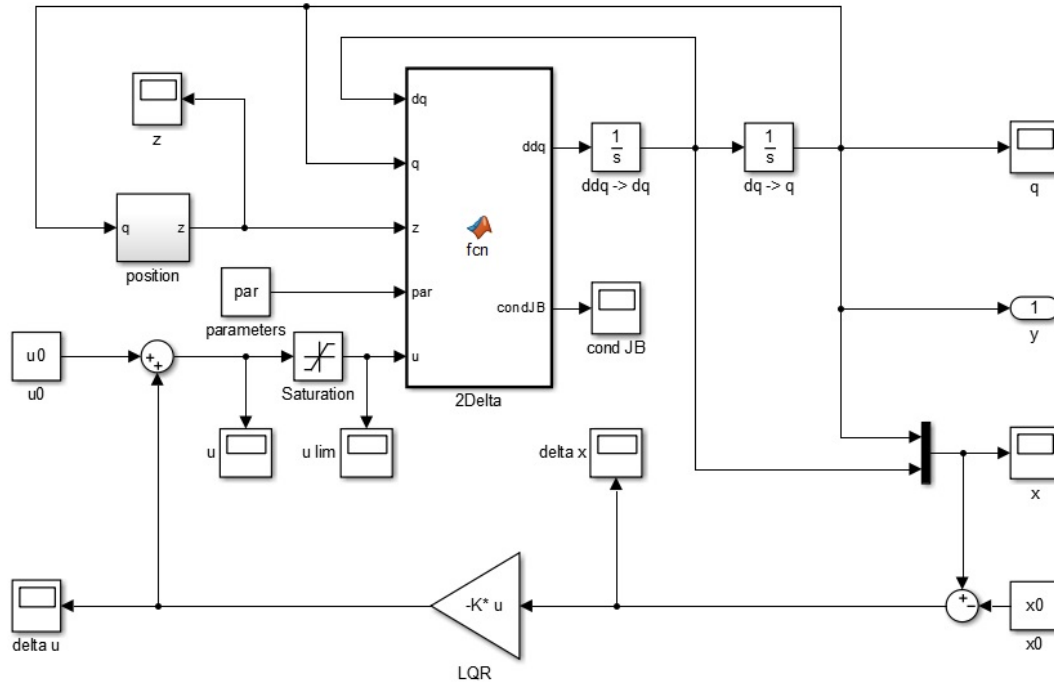 dq
z
ddq
1
s
ddq -> dq
1
s
dq -> q
q
q
q
z
position
z
fcn
par
par
parameters
condJB
cond JB
1
y
u0
u0
++
Saturation
u
2Delta
u
u lim
delta x
x
delta u
-K* u
LQR
+-
x0
x0